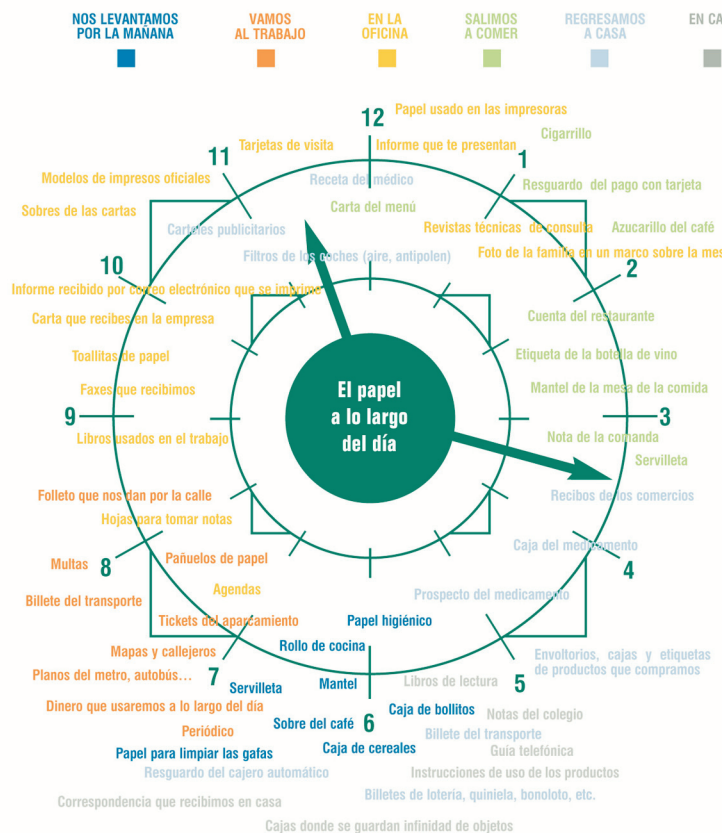 NOS LEVANTAMOS
POR LA MAÑANA
VAMOS
AL TRABAJO
EN LA
OFICINA
SALIMOS
A COMER
REGRESAMOS
A CASA
EN CA
12
Papel usado en las impresoras
Cigarrillo
11
Tarjetas de visita
Informe que te presentan
1
Modelos de impresos oficiales
Receta del médico
Resguardo del pago con tarjeta
Sobres de las cartas
Carta del menú
Carteles publicitarios
Revistas técnicas de consulta
Azucarillo del café
Filtros de los coches (aire, antipolen)
Foto de la familia en un marco sobre la mes
10
2
Informe recibido por correo electrónico que se imprime
Carta que recibes en la empresa
Cuenta del restaurante
Toallitas de papel
Etiqueta de la botella de vino
Faxes que recibimos
Mantel de la mesa de la comida
El papel
a lo largo
del día
9
3
Libros usados en el trabajo
Nota de la comanda
Servilleta
Folleto que nos dan por la calle
Recibos de los comercios
Hojas para tomar notas
Caja del medicamento
8
4
Multas
Pañuelos de papel
Billete del transporte
Agendas
Prospecto del medicamento
Tickets del aparcamiento
Papel higiénico
Mapas y callejeros
Rollo de cocina
Envoltorios, cajas y etiquetas
de productos que compramos
Planos del metro, autobús…
7
Servilleta
Mantel
Libros de lectura
5
Dinero que usaremos a lo largo del día
Sobre del café
6
Caja de bollitos
Notas del colegio
Periódico
Billete del transporte
Papel para limpiar las gafas
Caja de cereales
Guía telefónica
Resguardo del cajero automático
Instrucciones de uso de los productos
Correspondencia que recibimos en casa
Billetes de lotería, quiniela, bonoloto, etc.
Cajas donde se guardan infinidad de objetos